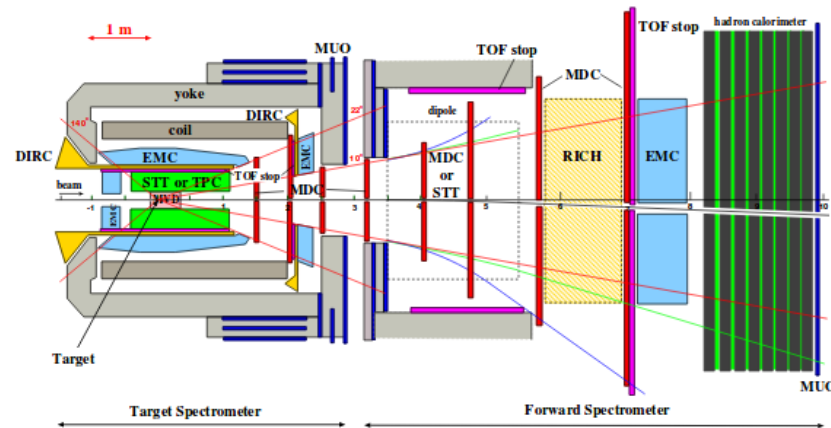 1 m
MUO
TOF stop
TOF stop
hadron calorimeter
MDC
yoke
22°
dipole
DIRC
140°
coil
DIRC
EMC
EMC
10°
MDC
or
STT
RICH
EMC
TOF stop
STT or TPC
MDC
beam
MVD
-1
1
2
4
5
6
8
9
10
EMC
Target
MUO
Target Spectrometer
Forward Spectrometer